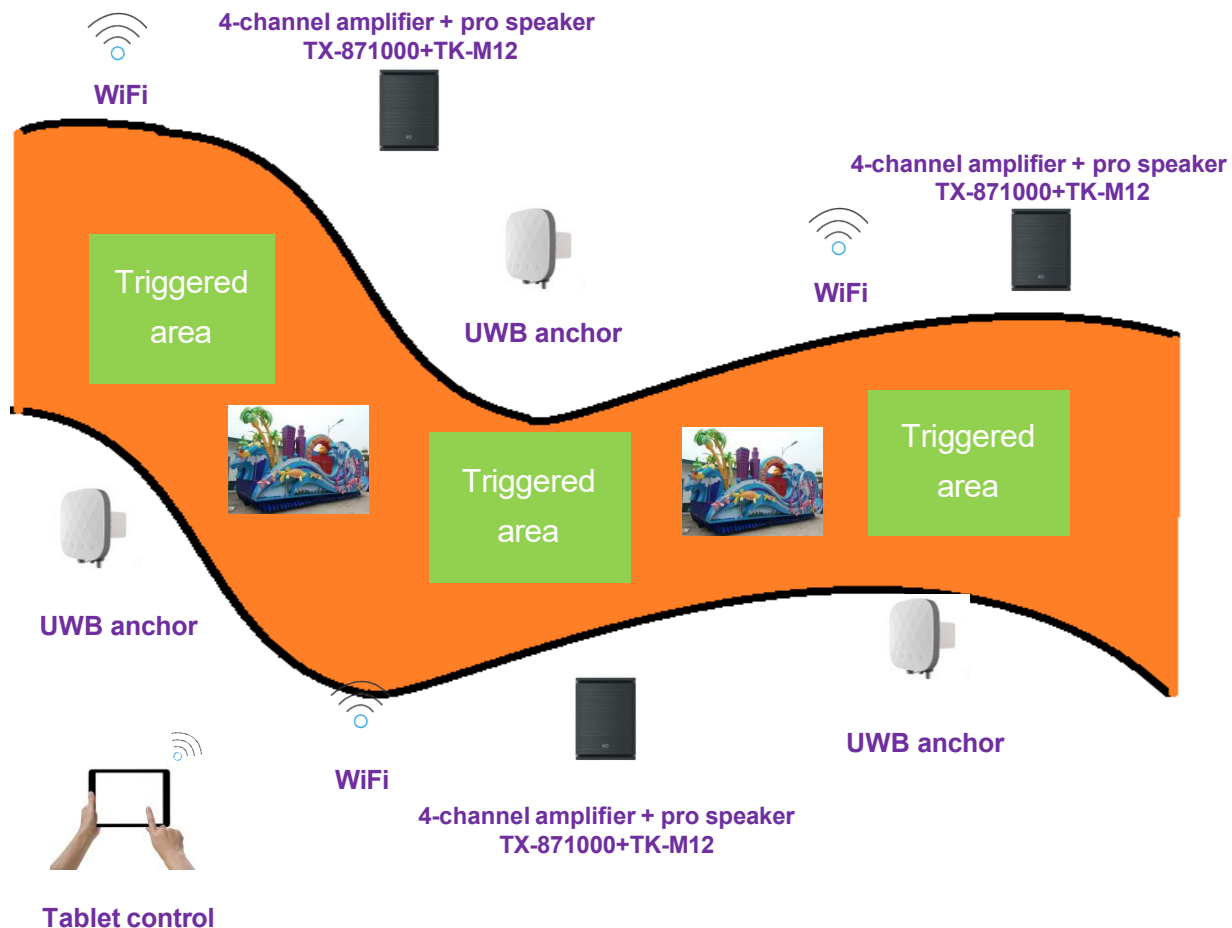 4-channel amplifier + pro speaker
TX-871000+TK-M12
WiFi
4-channel amplifier + pro speaker
TX-871000+TK-M12
Triggered
area
WiFi
UWB anchor
Triggered
area
Triggered
area
UWB anchor
UWB anchor
WiFi
4-channel amplifier + pro speaker
TX-871000+TK-M12
Tablet control